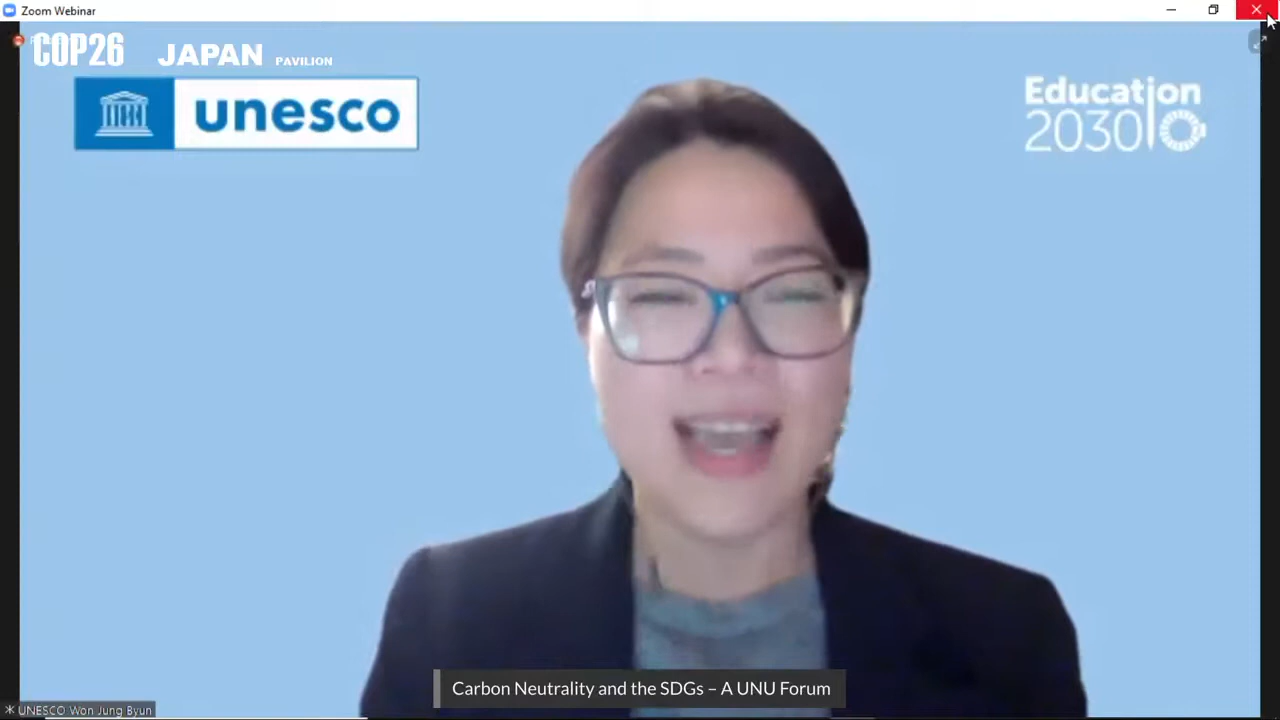 Zoom Webinar
COP26 JAPAN PAVILION
unesco
Education
2030
Carbon Neutrality and the SDGs – A UNU Forum
UNESCO Won Jung Byun